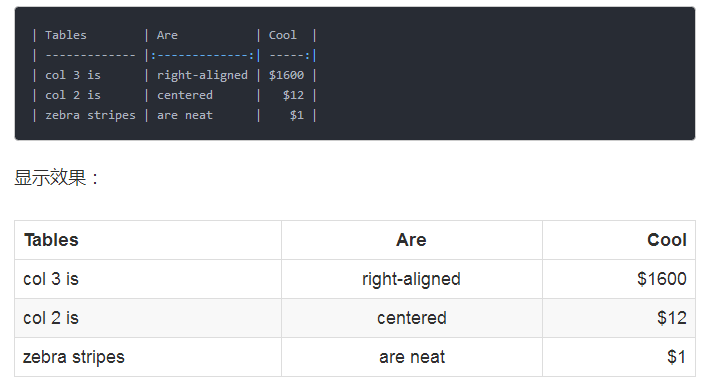 | Tables        | Are           | Cool  |
| ------------- |:-------------:| -----:|
| col 3 is      | right-aligned | $1600 |
| col 2 is      | centered      |   $12 |
| zebra stripes | are neat      |    $1 |
显示效果：
Tables Are Cool
col 3 is right-aligned $1600
col 2 is centered $12
zebra stripes are neat $1